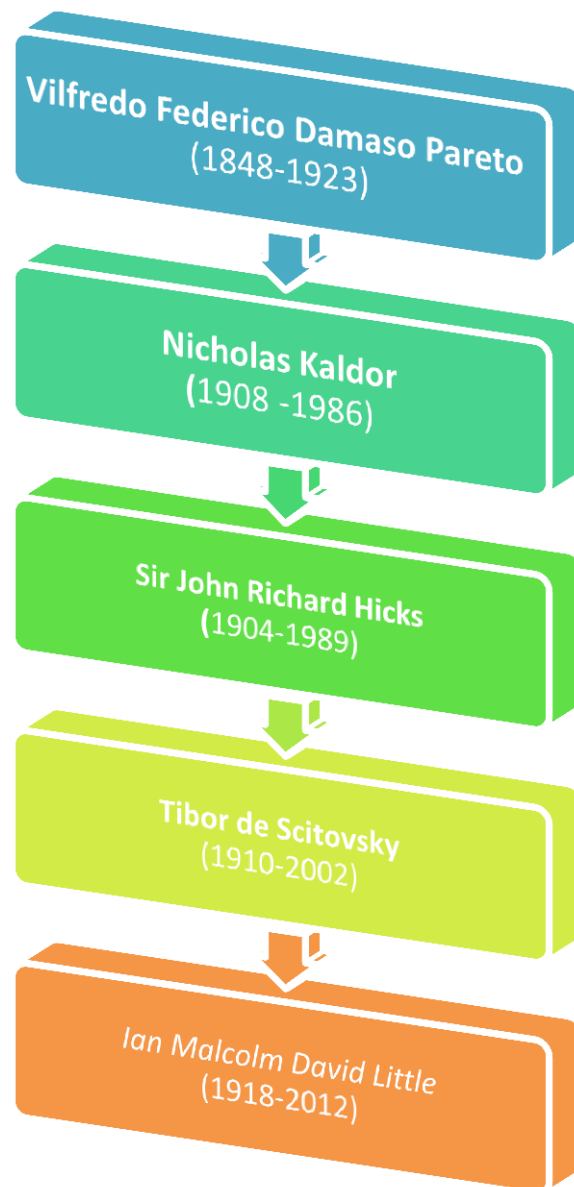 Vilfredo Federico Damaso Pareto
(1848-1923)
Nicholas Kaldor
(1908 -1986)
Sir John Richard Hicks
(1904-1989)
Tibor de Scitovsky
(1910-2002)
Ian Malcolm David Little
(1918-2012)